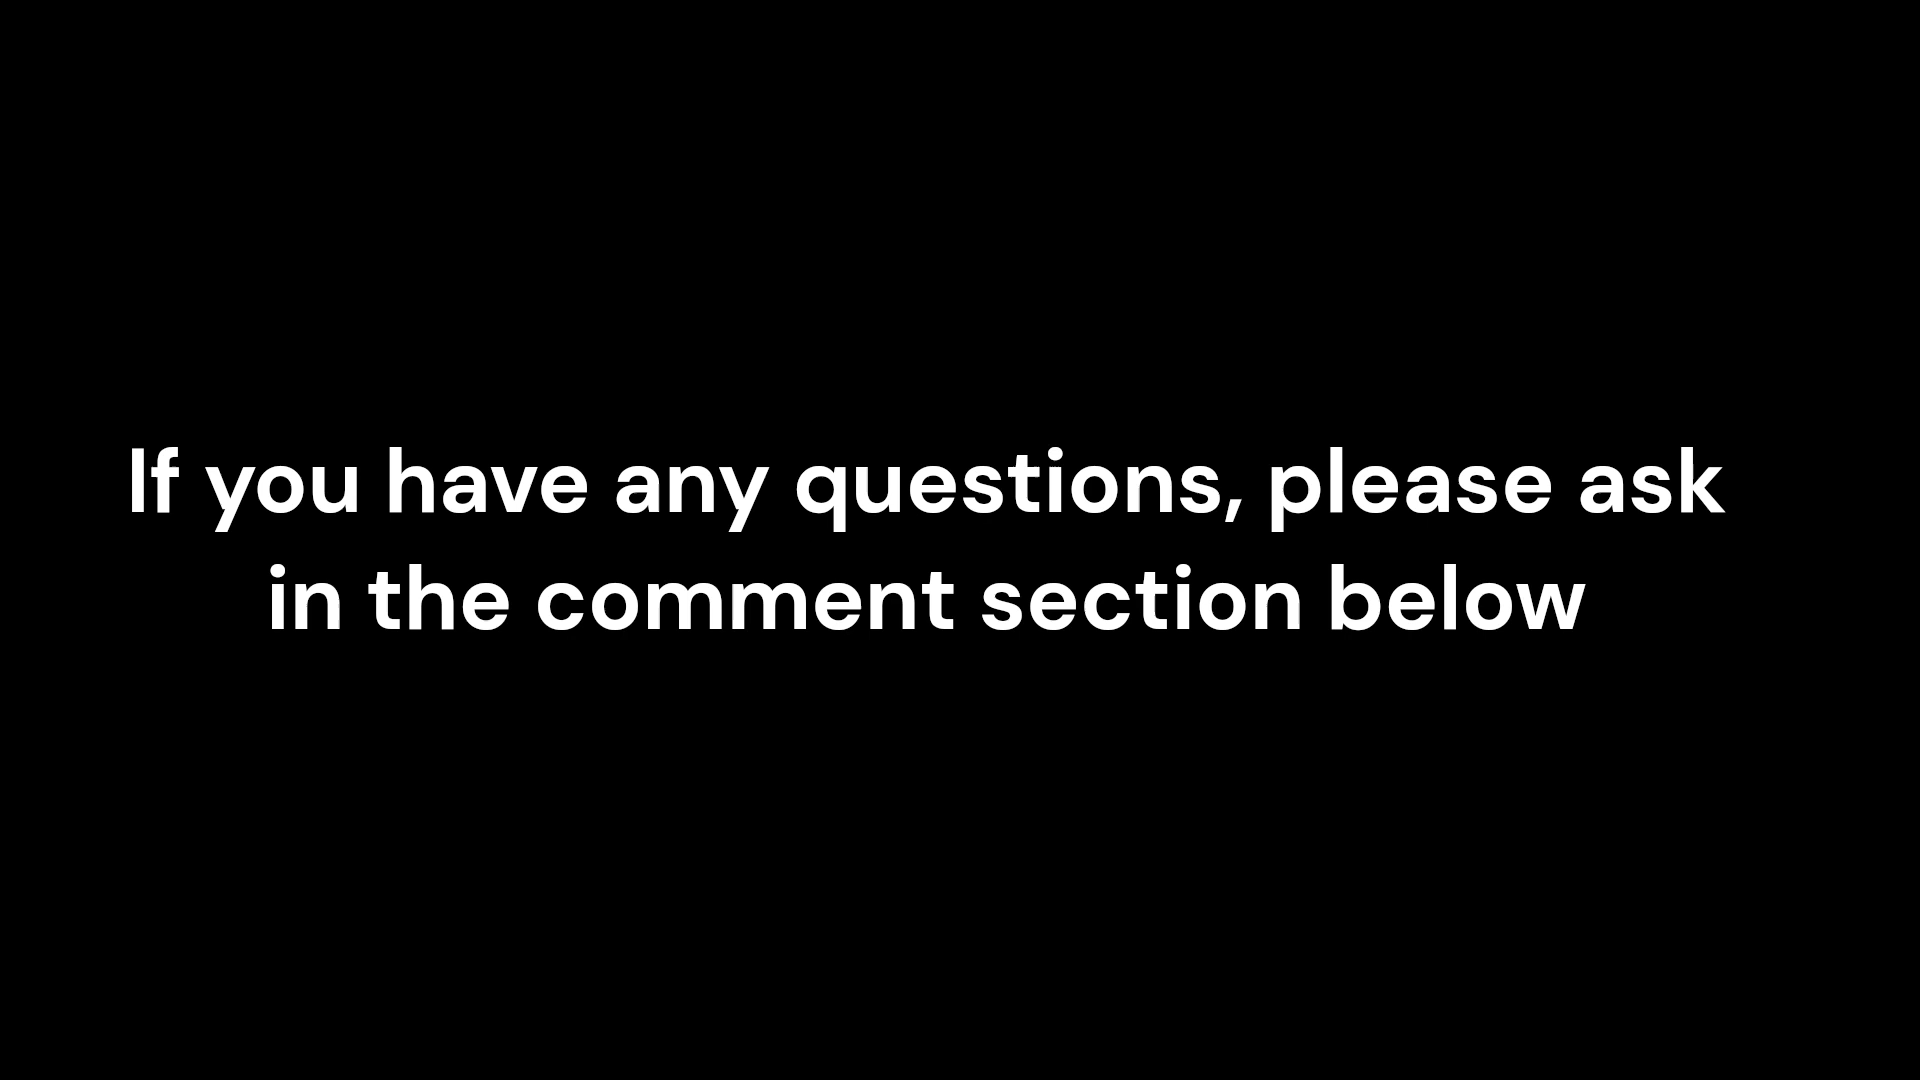 If you have any questions, please ask
in the comment section below